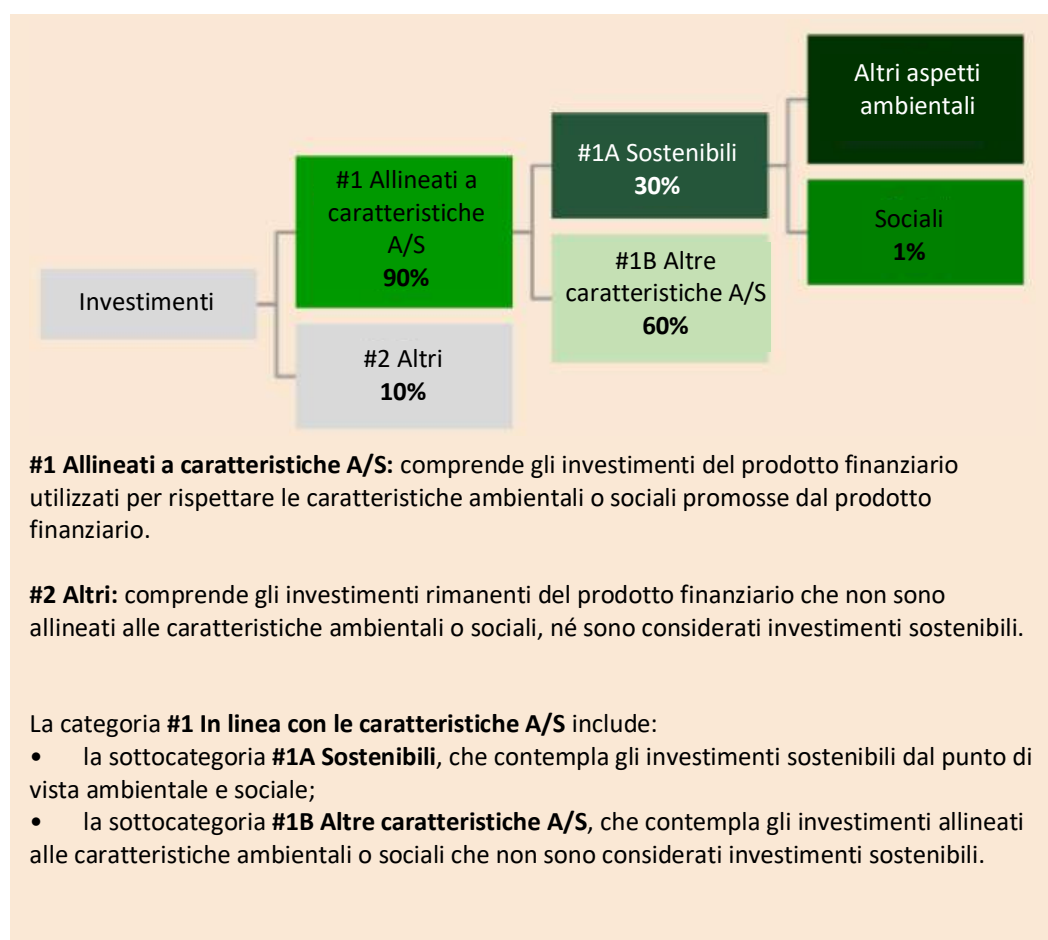 Altri aspetti
ambientali
#1A Sostenibili
30%
#1 Allineati a
caratteristiche
A/S
90%
Sociali
1%
#1B Altre
caratteristiche A/S
60%
Investimenti
#2 Altri
10%
#1 Allineati a caratteristiche A/S: comprende gli investimenti del prodotto finanziario
utilizzati per rispettare le caratteristiche ambientali o sociali promosse dal prodotto
finanziario.
#2 Altri: comprende gli investimenti rimanenti del prodotto finanziario che non sono
allineati alle caratteristiche ambientali o sociali, né sono considerati investimenti sostenibili.
La categoria #1 In linea con le caratteristiche A/S include:
• la sottocategoria #1A Sostenibili, che contempla gli investimenti sostenibili dal punto di
vista ambientale e sociale;
• la sottocategoria #1B Altre caratteristiche A/S, che contempla gli investimenti allineati
alle caratteristiche ambientali o sociali che non sono considerati investimenti sostenibili.